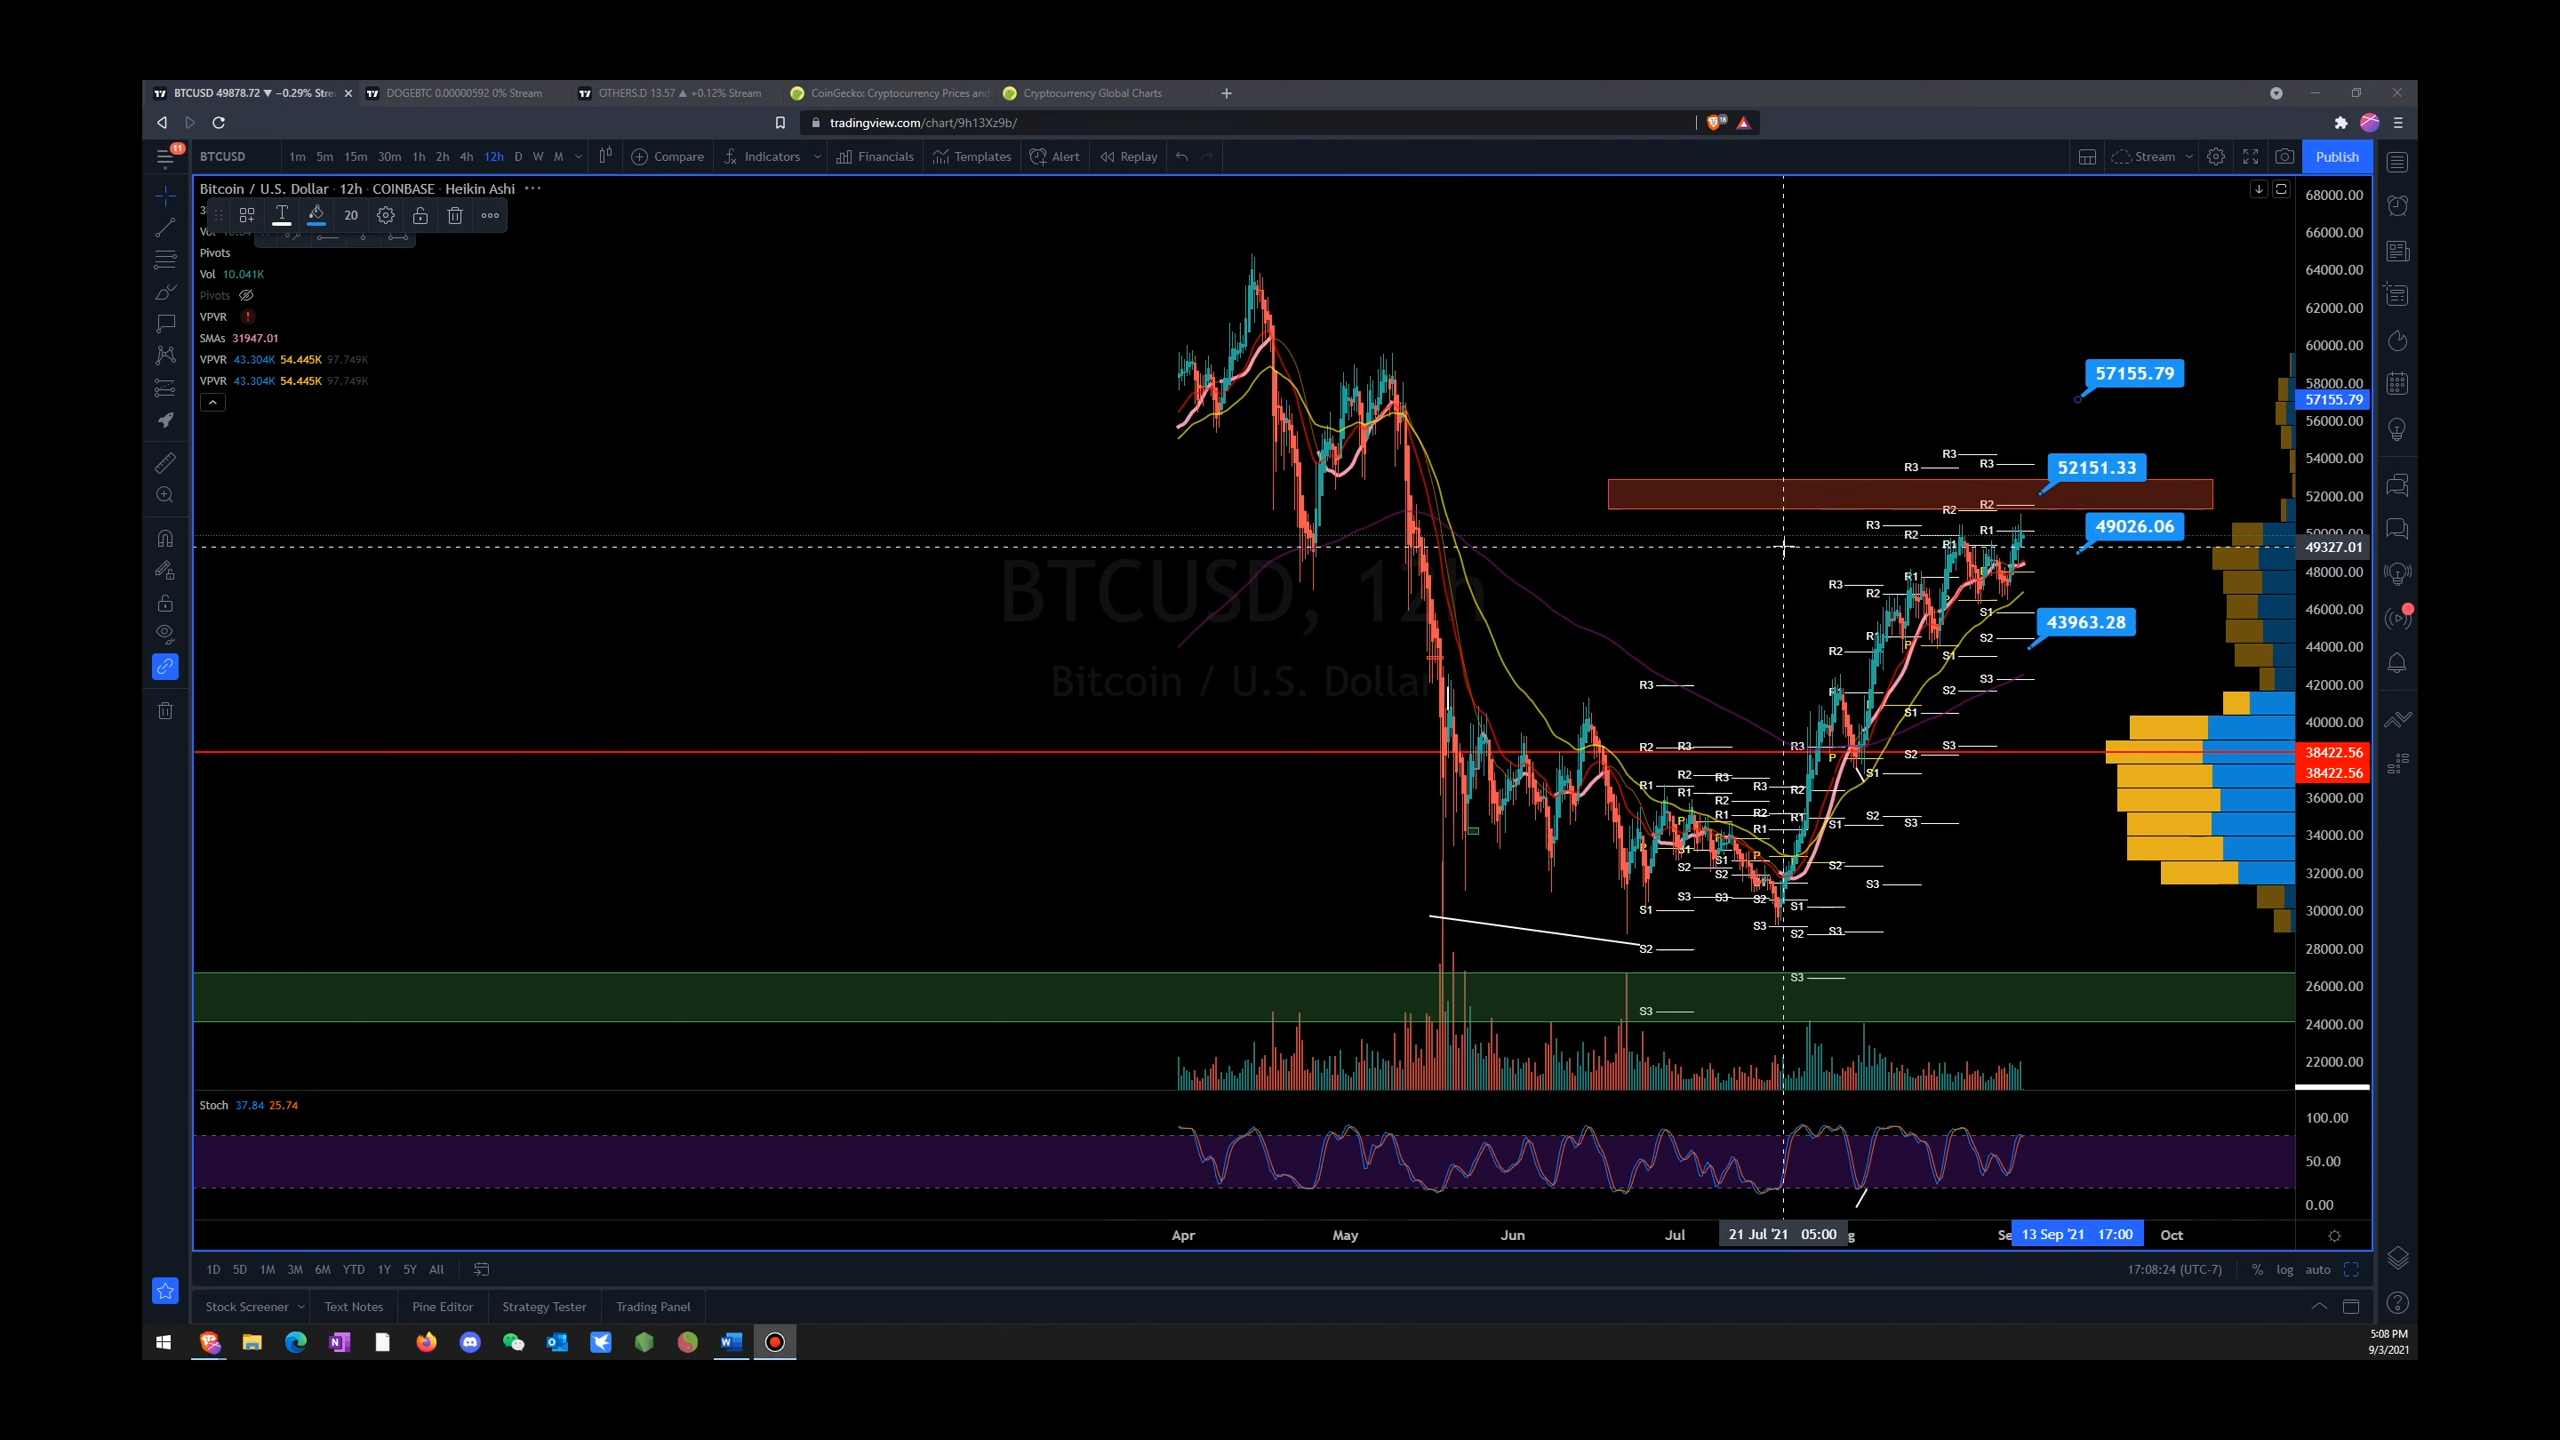 BTCUSD 49878.72 ▼ −0.29% Stre
DOGEBTC 0.00000592 0% Stream
OTHERS.D 13.57 ▲ +0.12% Stream
CoinGecko: Cryptocurrency Prices and
Cryptocurrency Global Charts
tradingview.com/chart/9h13Xz9b/
11
BTCUSD 1m 5m 15m 30m 1h 2h 4h 12h D W M Compare Indicators Financials Templates Alert Replay Stream Publish
Bitcoin / U.S. Dollar · 12h · COINBASE · Heikin Ashi
20
Pivots
Vol 10.041K
Pivots
VPVR
SMAs 31947.01
VPVR 43.304K 54.445K 97.749K
VPVR 43.304K 54.445K 97.749K
BTCUSD, 12h
Bitcoin / U.S. Dollar
57155.79
52151.33
49026.06
43963.28
68000.00
66000.00
64000.00
62000.00
60000.00
58000.00
57155.79
56000.00
54000.00
52000.00
50000.00
49327.01
48000.00
46000.00
44000.00
42000.00
40000.00
38422.56
38422.56
36000.00
34000.00
32000.00
30000.00
28000.00
26000.00
24000.00
22000.00
Stoch 37.84 25.74
100.00
50.00
0.00
Apr May Jun Jul 21 Jul '21 05:00 13 Sep '21 17:00 Oct
1D 5D 1M 3M 6M YTD 1Y 5Y All
17:08:24 (UTC-7) % log auto
Stock Screener Text Notes Pine Editor Strategy Tester Trading Panel
5:08 PM
9/3/2021